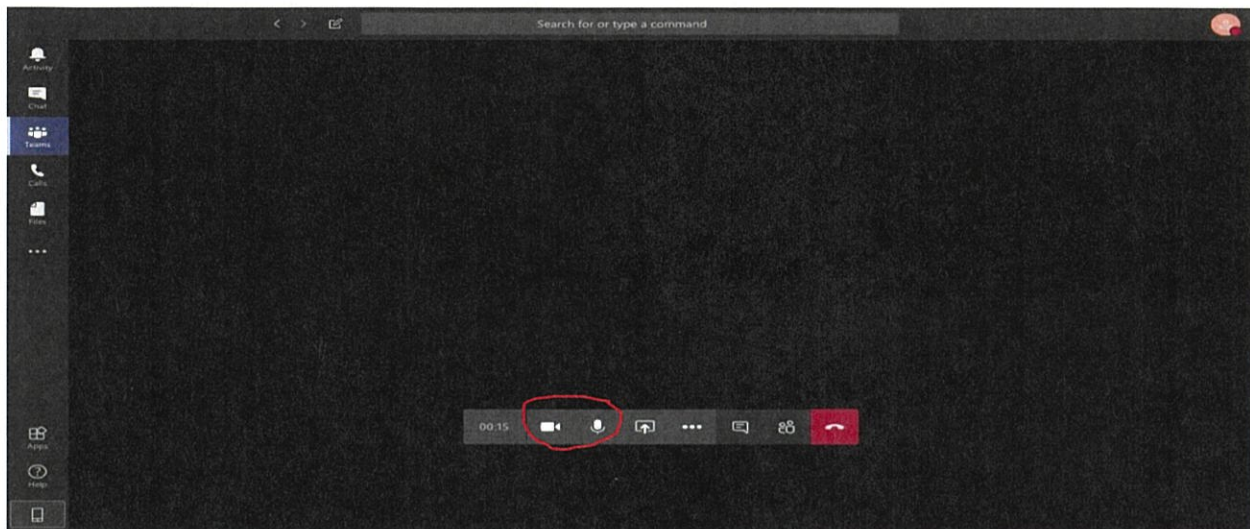 Search for or type a command
Activity
Chat
Teams
Calls
Files
00:15
Apps
Help